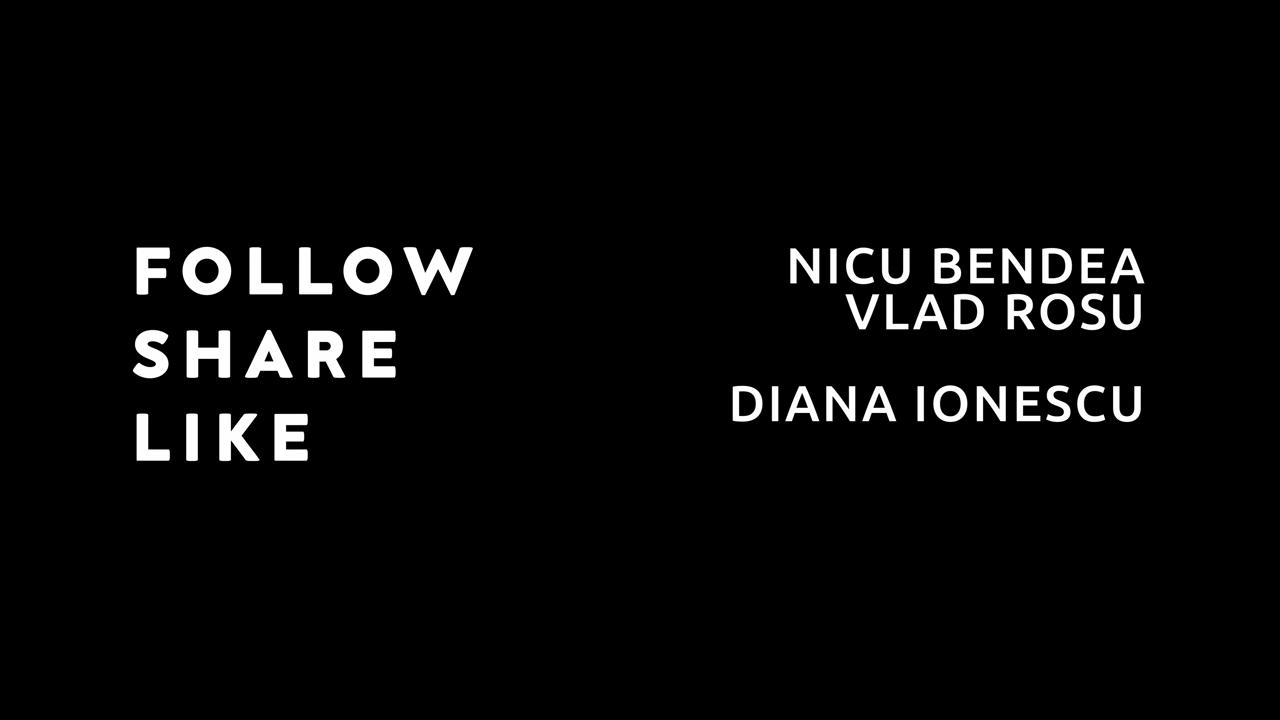 FOLLOW
SHARE
LIKE
NICU BENDEA
VLAD ROSU
DIANA IONESCU